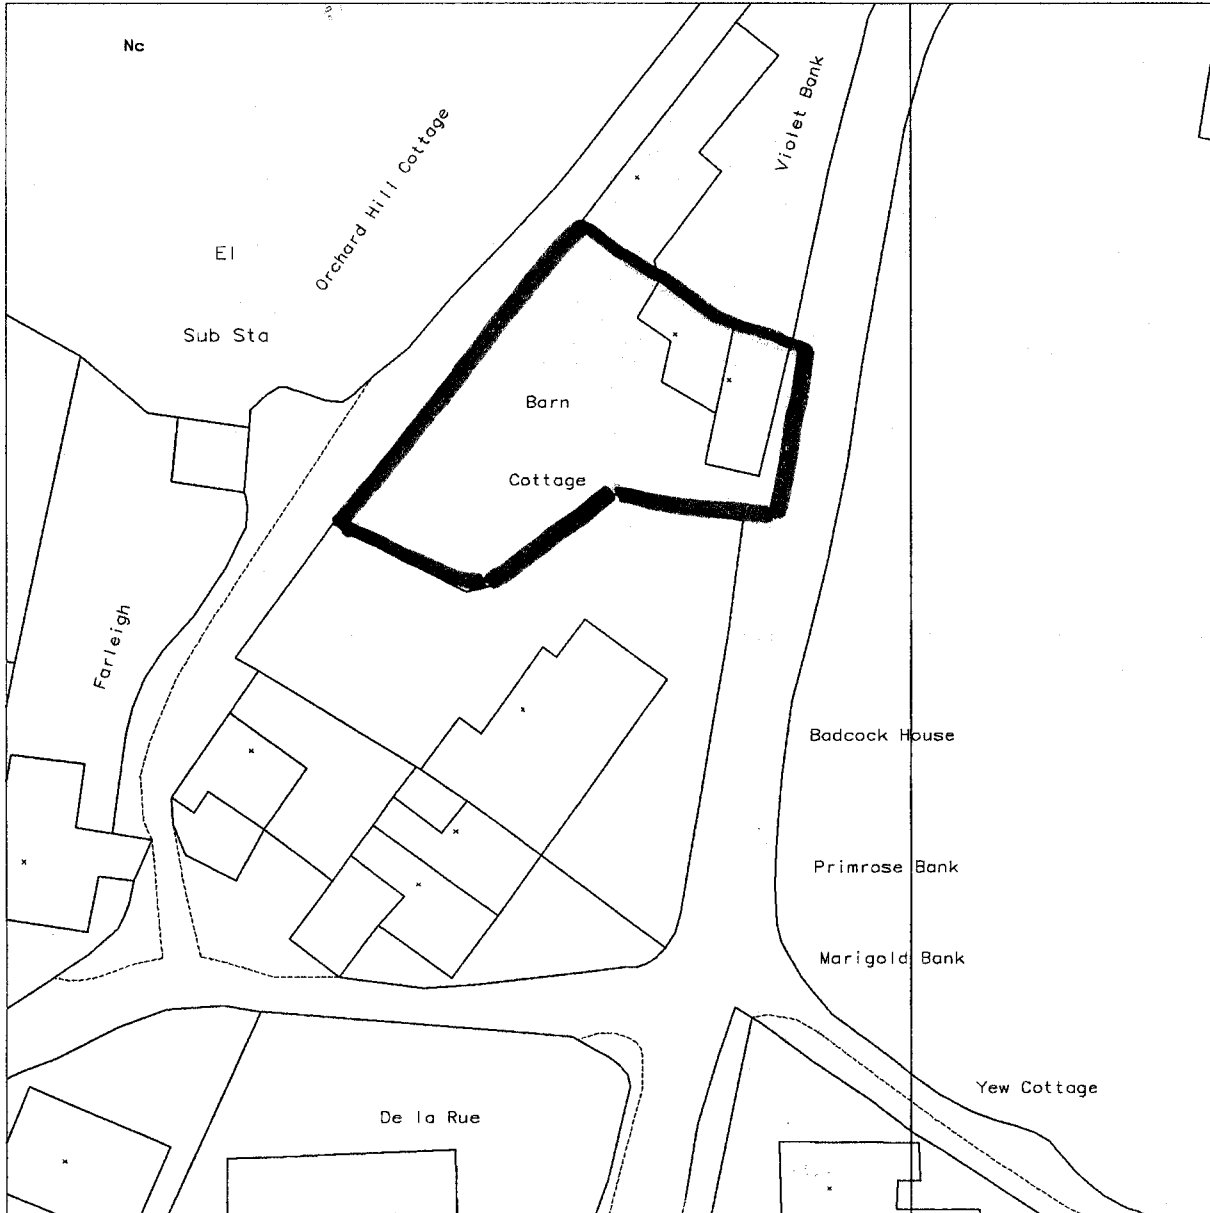 Nc
Violet Bank
Orchard Hill Cottage
El
Sub Sta
Barn
Cottage
Farleigh
Badcock House
Primrose Bank
Marigold Bank
Yew Cottage
De la Rue